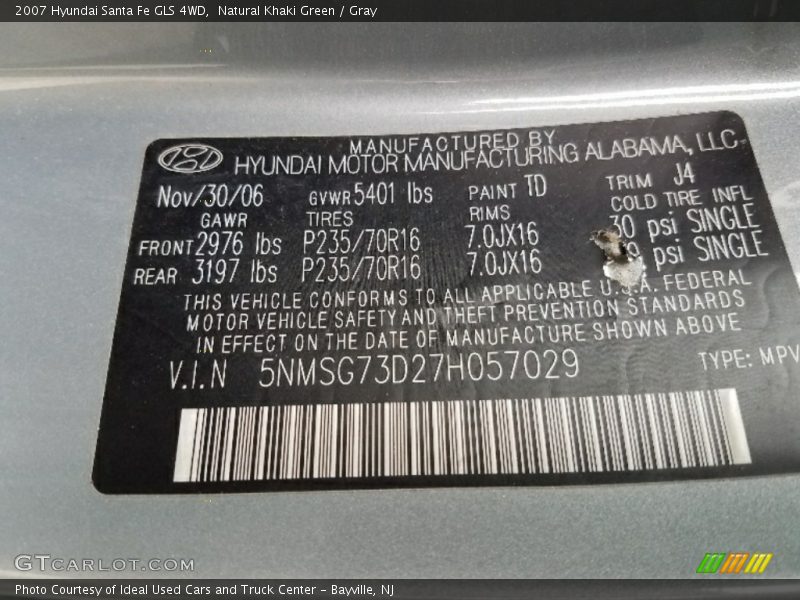 2007 Hyundai Santa Fe GLS 4WD, Natural Khaki Green / Gray
MANUFACTURED BY
HYUNDAI MOTOR MANUFACTURING ALABAMA, LLC.
Nov/30/06 GVWR 5401 lbs PAINT TD TRIM J4
GAWR TIRES RIMS COLD TIRE INFL
FRONT 2976 lbs P235/70R16 7.0JX16 30 psi SINGLE
REAR 3197 lbs P235/70R16 7.0JX16 psi SINGLE
THIS VEHICLE CONFORMS TO ALL APPLICABLE U.S.A. FEDERAL
MOTOR VEHICLE SAFETY AND THEFT PREVENTION STANDARDS
IN EFFECT ON THE DATE OF MANUFACTURE SHOWN ABOVE
V.I.N 5NMSG73D27H057029 TYPE: MPV
GTCARLOT.COM
Photo Courtesy of Ideal Used Cars and Truck Center - Bayville, NJ